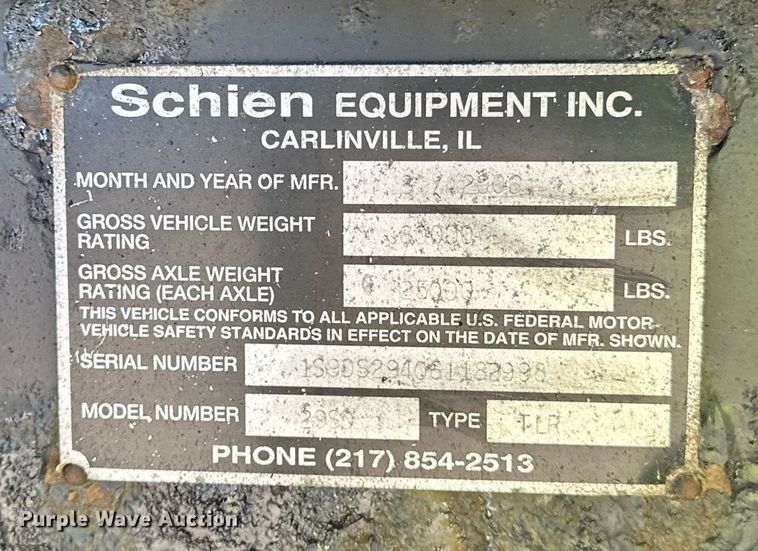 Schien EQUIPMENT INC.
CARLINVILLE, IL
MONTH AND YEAR OF MFR.
GROSS VEHICLE WEIGHT
RATING LBS.
GROSS AXLE WEIGHT
RATING (EACH AXLE) 25000 LBS.
THIS VEHICLE CONFORMS TO ALL APPLICABLE U.S. FEDERAL MOTOR
VEHICLE SAFETY STANDARDS IN EFFECT ON THE DATE OF MFR. SHOWN.
SERIAL NUMBER
MODEL NUMBER TYPE TLR
PHONE (217) 854-2513
Purple Wave Auction